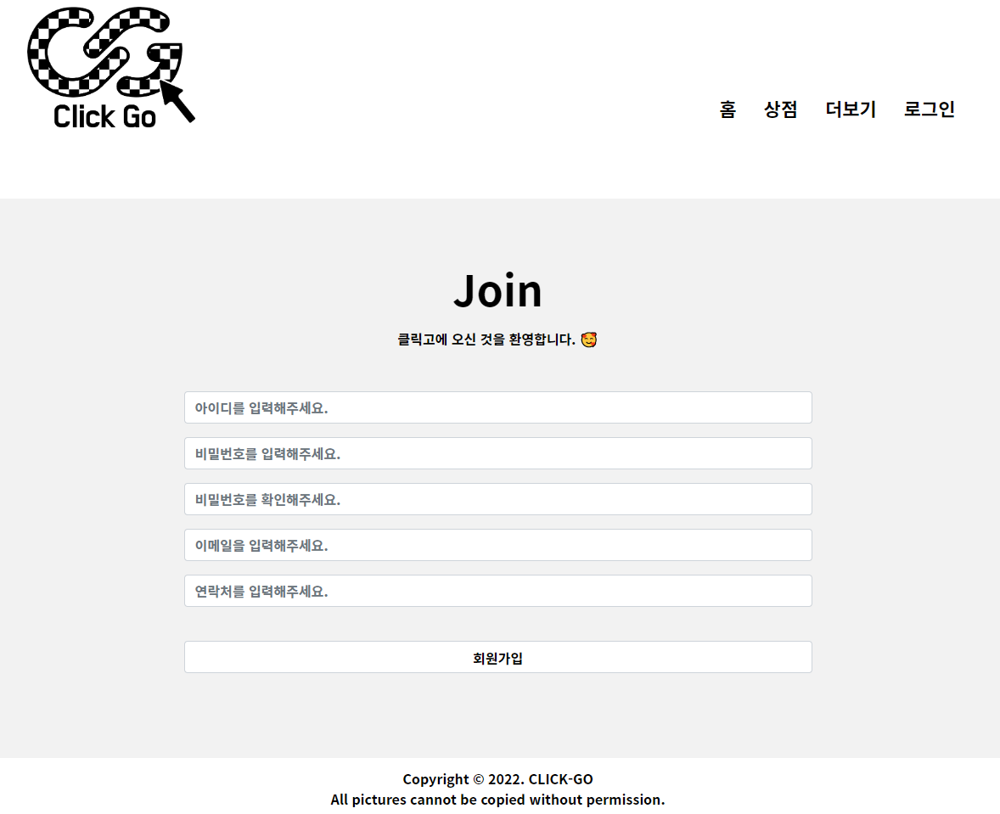 CG
Click Go
홈 상점 더보기 로그인
Join
클릭고에 오신 것을 환영합니다. 🥰
아이디를 입력해주세요.
비밀번호를 입력해주세요.
비밀번호를 확인해주세요.
이메일을 입력해주세요.
연락처를 입력해주세요.
회원가입
Copyright © 2022. CLICK-GO
All pictures cannot be copied without permission.